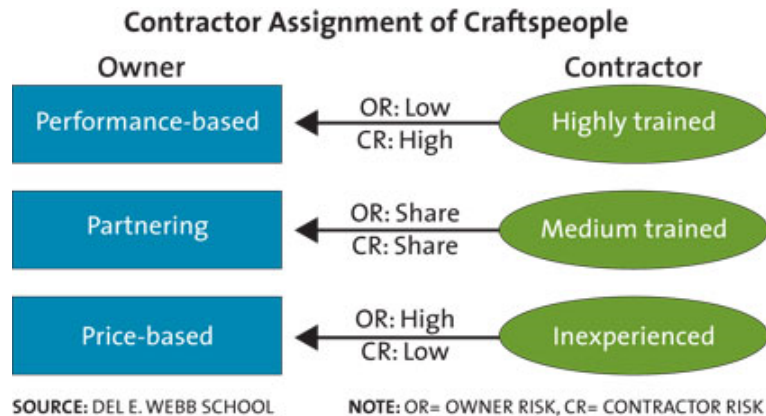 Contractor Assignment of Craftspeople
Owner
Contractor
Performance-based
OR: Low
CR: High
Highly trained
Partnering
OR: Share
CR: Share
Medium trained
Price-based
OR: High
CR: Low
Inexperienced
SOURCE: DEL E. WEBB SCHOOL
NOTE: OR= OWNER RISK, CR= CONTRACTOR RISK